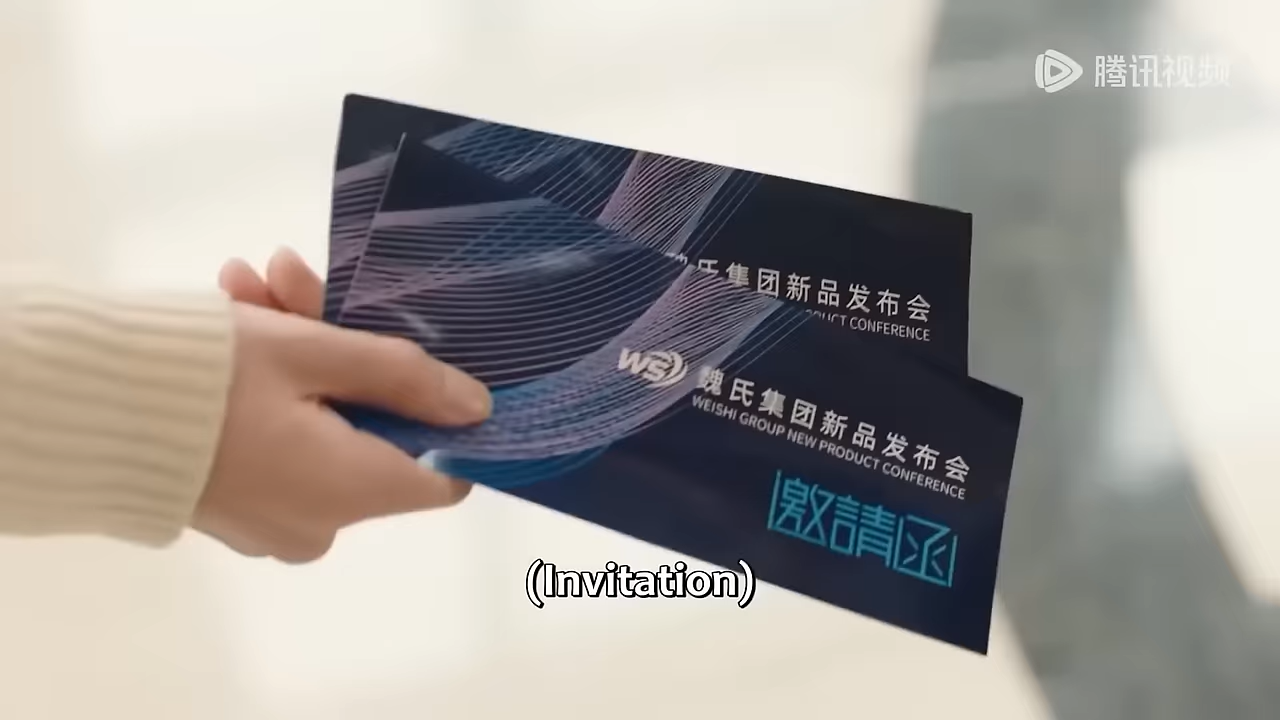 腾讯视频
氏集团新品发布会
PRODUCT CONFERENCE
WS
魏氏集团新品发布会
WEISHI GROUP NEW PRODUCT CONFERENCE
邀請函
(Invitation)